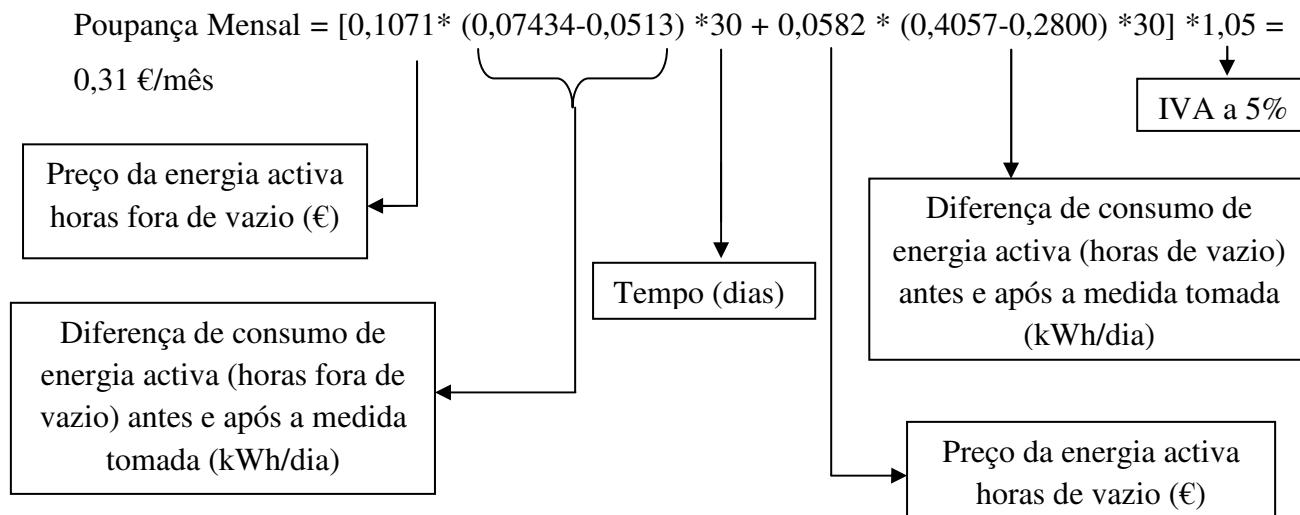 Poupança Mensal = [0,1071* (0,07434-0,0513) *30 + 0,0582 * (0,4057-0,2800) *30] *1,05 =
0,31 €/mês
IVA a 5%
Preço da energia activa
horas fora de vazio (€)
Diferença de consumo de
energia activa (horas de vazio)
antes e após a medida tomada
(kWh/dia)
Tempo (dias)
Diferença de consumo de
energia activa (horas fora de
vazio) antes e após a medida
tomada (kWh/dia)
Preço da energia activa
horas de vazio (€)